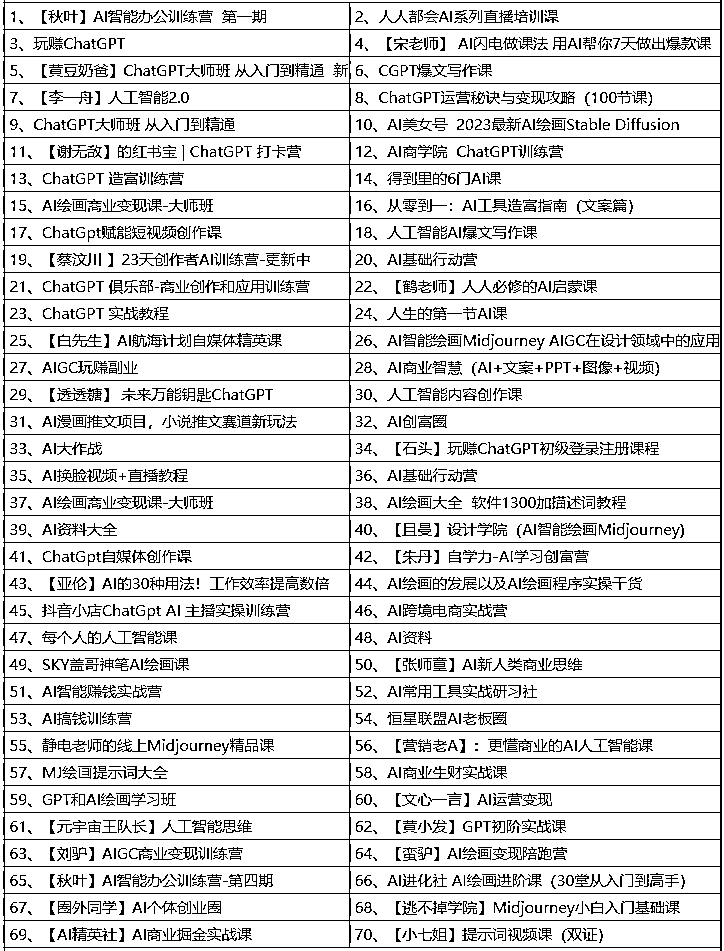 1、【秋叶】AI智能办公训练营 第一期
2、人人都会AI系列直播培训课
3、玩赚ChatGPT
4、【宋老师】 AI闪电做课法 用AI帮你7天做出爆款课
5、【黄豆奶爸】ChatGPT大师班 从入门到精通 新
6、CGPT爆文写作课
7、【李一舟】人工智能2.0
8、ChatGPT运营秘诀与变现攻略（100节课）
9、ChatGPT大师班 从入门到精通
10、AI美女号 2023最新AI绘画Stable Diffusion
11、【谢无敌】的红书宝 | ChatGPT 打卡营
12、AI商学院 ChatGPT训练营
13、ChatGPT 造富训练营
14、得到里的6门AI课
15、AI绘画商业变现课-大师班
16、从零到一：AI工具造富指南（文案篇）
17、ChatGpt赋能短视频创作课
18、人工智能AI爆文写作课
19、【蔡汶川 】23天创作者AI训练营-更新中
20、AI基础行动营
21、ChatGPT 俱乐部-商业创作和应用训练营
22、【鹤老师】人人必修的AI启蒙课
23、ChatGPT 实战教程
24、人生的第一节AI课
25、【白先生】AI航海计划自媒体精英课
26、AI智能绘画Midjourney AIGC在设计领域中的应用
27、AIGC玩赚副业
28、AI商业智慧（AI+文案+PPT+图像+视频）
29、【透透糖】 未来万能钥匙ChatGPT
30、人工智能内容创作课
31、AI漫画推文项目，小说推文赛道新玩法
32、AI创富圈
33、AI大作战
34、【石头】玩赚ChatGPT初级登录注册课程
35、AI换脸视频+直播教程
36、AI基础行动营
37、AI绘画商业变现课-大师班
38、AI绘画大全 软件1300加描述词教程
39、AI资料大全
40、【且曼】设计学院（AI智能绘画Midjourney）
41、ChatGpt自媒体创作课
42、【朱丹】自学力-AI学习创富营
43、【亚伦】AI的30种用法！工作效率提高数倍
44、AI绘画的发展以及AI绘画程序实操干货
45、抖音小店ChatGpt AI 主播实操训练营
46、AI跨境电商实战营
47、每个人的人工智能课
48、AI资料
49、SKY盖哥神笔AI绘画课
50、【张师童】AI新人类商业思维
51、AI智能赚钱实战营
52、AI常用工具实战研习社
53、AI搞钱训练营
54、恒星联盟AI老板圈
55、静电老师的线上Midjourney精品课
56、【营销老A】：更懂商业的AI人工智能课
57、MJ绘画提示词大全
58、AI商业生财实战课
59、GPT和AI绘画学习班
60、【文心一言】AI运营变现
61、【元宇宙王队长】人工智能思维
62、【黄小发】GPT初阶实战课
63、【刘驴】AIGC商业变现训练营
64、【蛮驴】AI绘画变现陪跑营
65、【秋叶】AI智能办公训练营-第四期
66、AI进化社 AI绘画进阶课（30堂从入门到高手）
67、【圈外同学】AI个体创业圈
68、【逃不掉学院】Midjourney小白入门基础课
69、【AI精英社】AI商业掘金实战课
70、【小七姐】提示词视频课（双证）